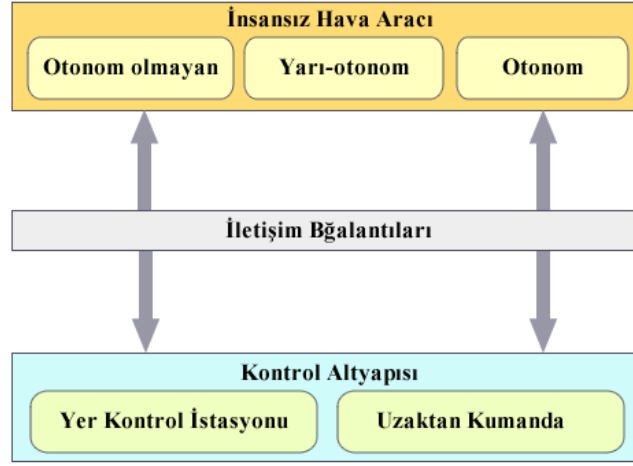 İnsansız Hava Aracı
Otonom olmayan
Yarı-otonom
Otonom
İletişim Bğalantıları
Kontrol Altyapısı
Yer Kontrol İstasyonu
Uzaktan Kumanda